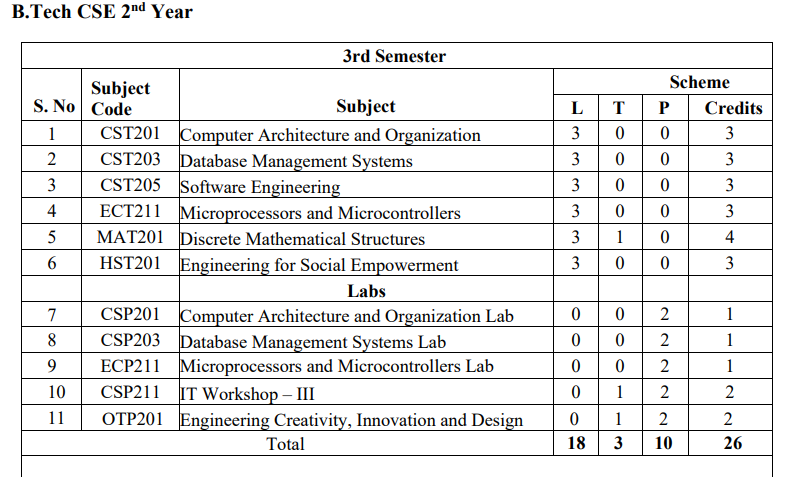 B.Tech CSE 2nd Year
3rd Semester
S. No Subject Code Subject Scheme
L T P Credits
1 CST201 Computer Architecture and Organization 3 0 0 3
2 CST203 Database Management Systems 3 0 0 3
3 CST205 Software Engineering 3 0 0 3
4 ECT211 Microprocessors and Microcontrollers 3 0 0 3
5 MAT201 Discrete Mathematical Structures 3 1 0 4
6 HST201 Engineering for Social Empowerment 3 0 0 3
Labs
7 CSP201 Computer Architecture and Organization Lab 0 0 2 1
8 CSP203 Database Management Systems Lab 0 0 2 1
9 ECP211 Microprocessors and Microcontrollers Lab 0 0 2 1
10 CSP211 IT Workshop – III 0 1 2 2
11 OTP201 Engineering Creativity, Innovation and Design 0 1 2 2
Total 18 3 10 26